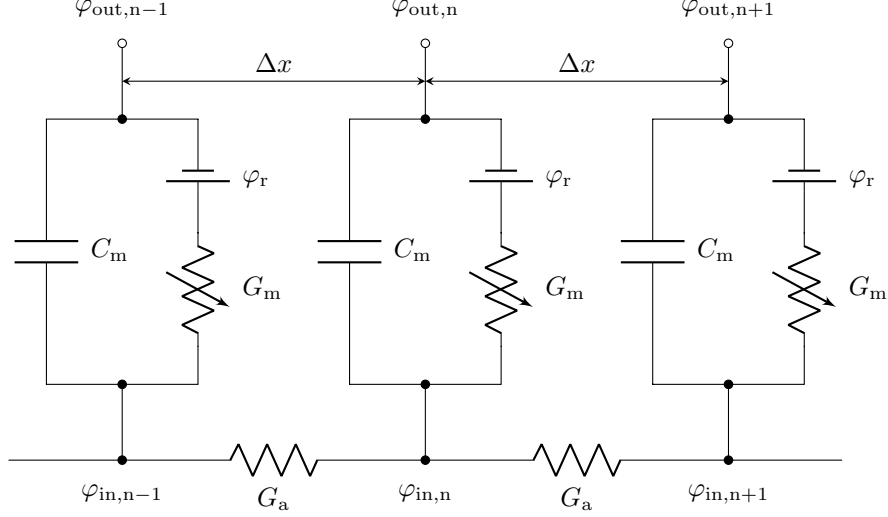 φout,n−1 φout,n φout,n+1
Δx Δx
φr φr φr
Cm Cm Cm
Gm Gm Gm
φin,n−1 φin,n φin,n+1
Ga Ga